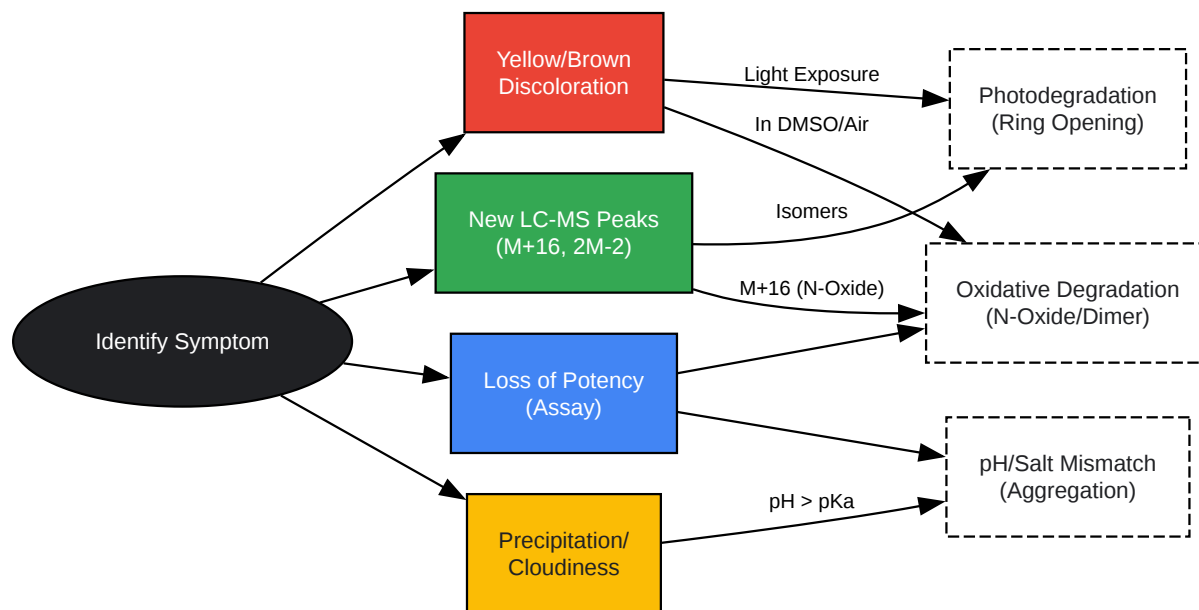 Identify Symptom
Yellow/Brown
Discoloration
New LC-MS Peaks
(M+16, 2M-2)
Loss of Potency
(Assay)
Precipitation/
Cloudiness
Light Exposure
In DMSO/Air
Isomers
M+16 (N-Oxide)
pH > pKa
Photodegradation
(Ring Opening)
Oxidative Degradation
(N-Oxide/Dimer)
pH/Salt Mismatch
(Aggregation)